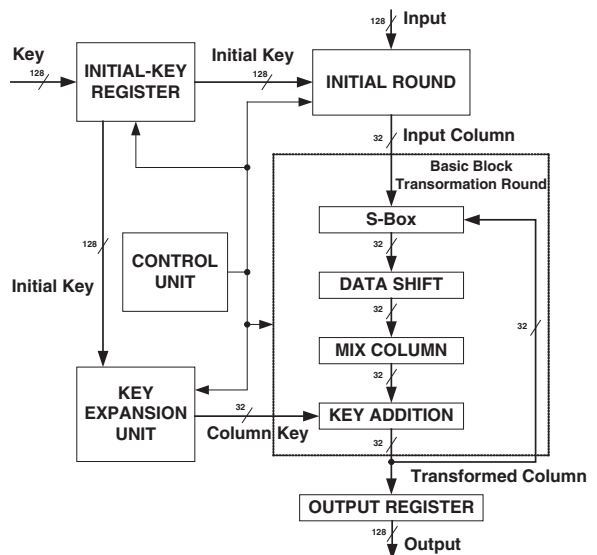 128
Input
Key
128
INITIAL-KEY
REGISTER
Initial Key
128
INITIAL ROUND
32
Input Column
Basic Block
Transormation Round
S-Box
32
128
Initial Key
CONTROL
UNIT
DATA SHIFT
32
32
MIX COLUMN
32
KEY
EXPANSION
UNIT
32
Column Key
KEY ADDITION
32
Transformed Column
OUTPUT REGISTER
128
Output